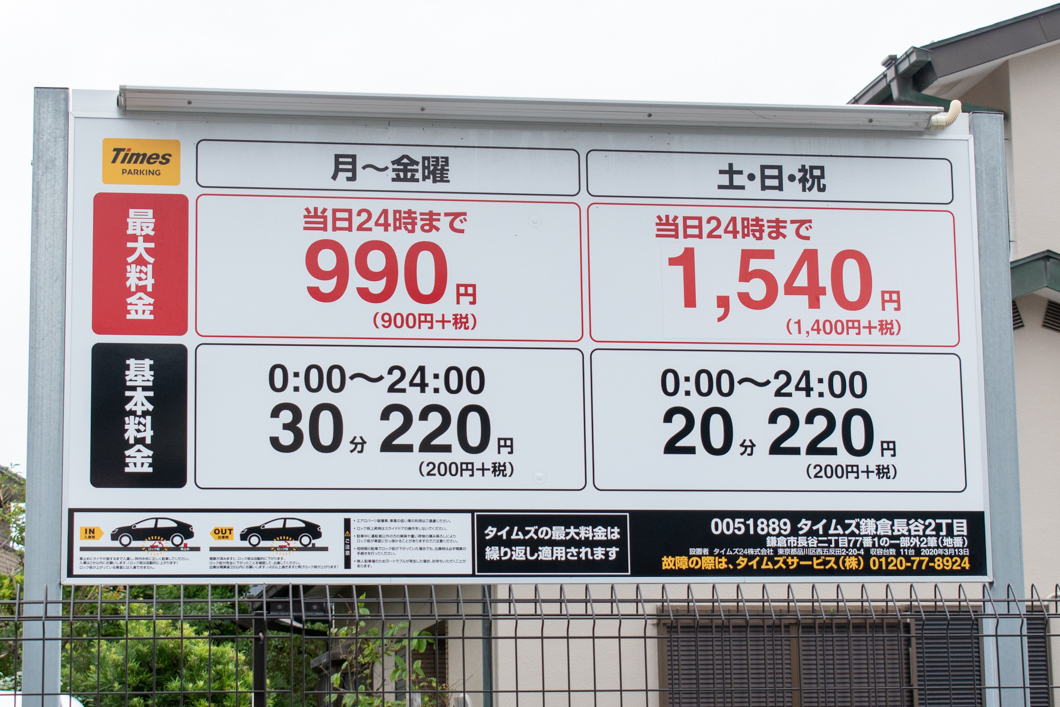 Times
PARKING
月〜金曜
土・日・祝
最大料金
当日24時まで
990円
(900円+税)
当日24時まで
1,540円
(1,400円+税)
基本料金
0:00〜24:00
30分 220円
(200円+税)
0:00〜24:00
20分 220円
(200円+税)
IN
入庫時
OUT
出庫時
タイムズの最大料金は
繰り返し適用されます
0051889 タイムズ鎌倉長谷2丁目
鎌倉市長谷二丁目77番10一部外2筆(地番)
設置者 タイムズ24株式会社 東京都品川区西五反田2-20-4 収容台数 11台 2020年3月13日
故障の際は、タイムズサービス(株) 0120-77-8924